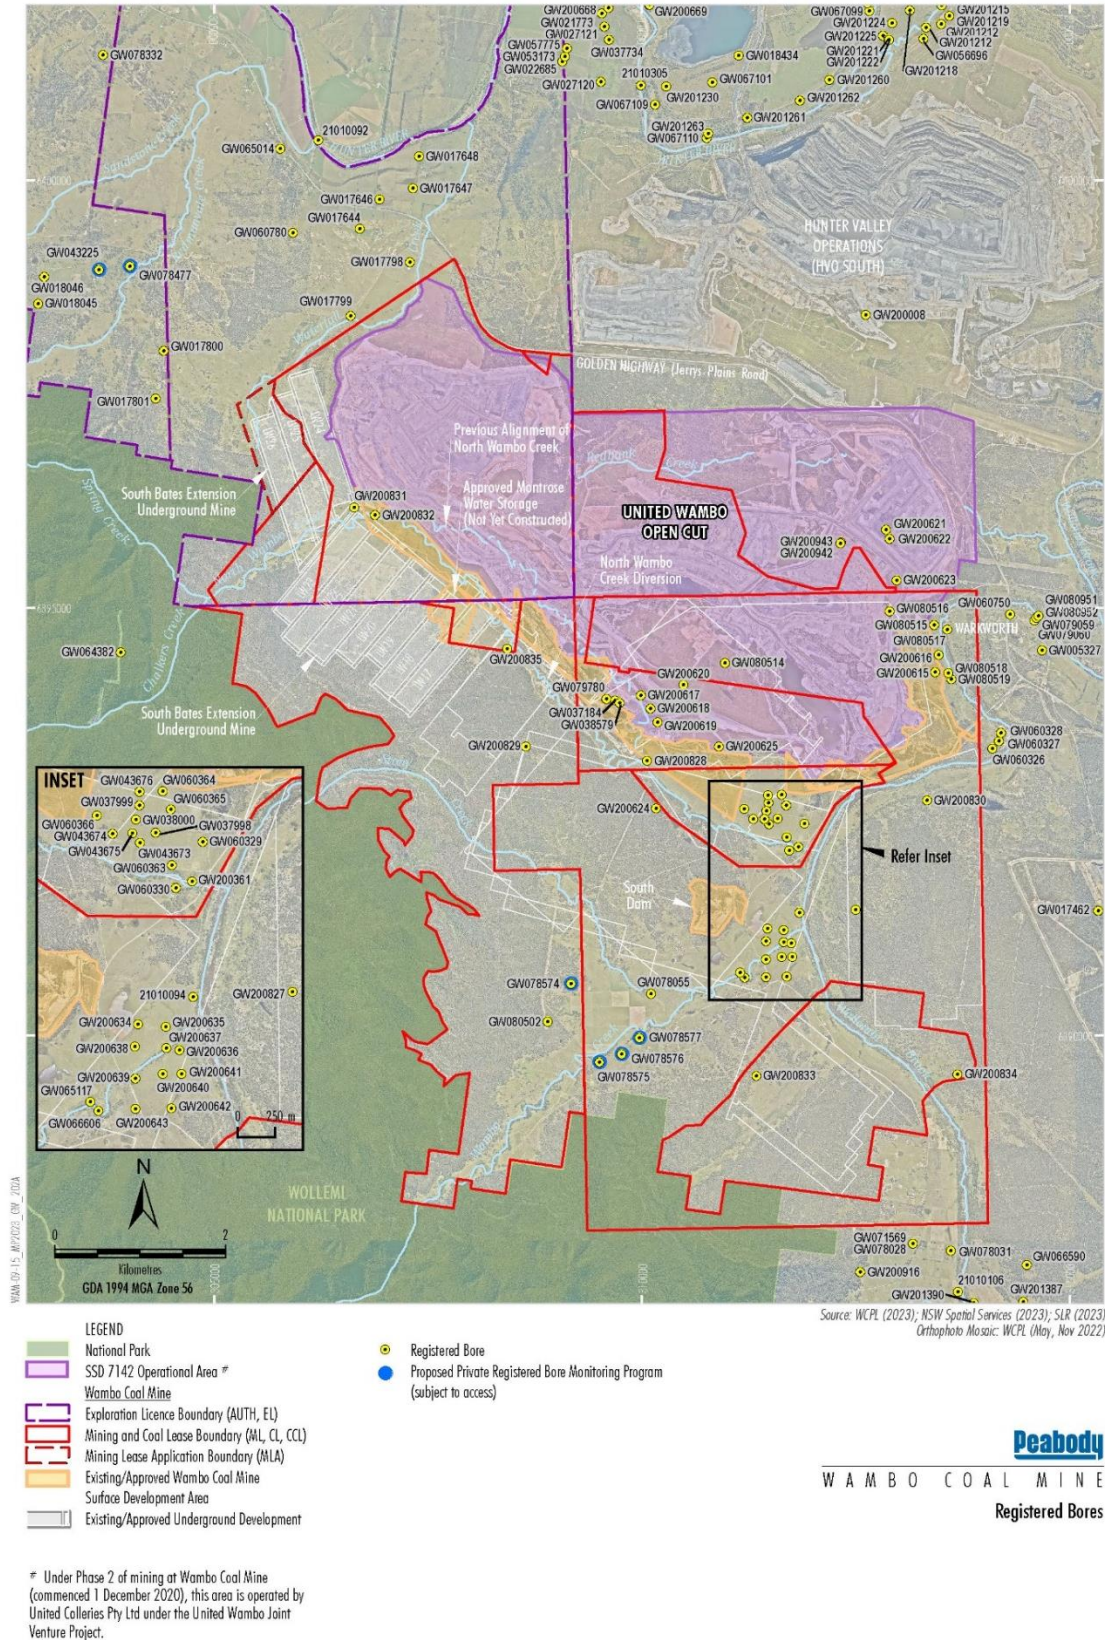 GW200668
GW021773
GW027121
GW057775
GW053173
GW022685
GW037734
GW027120
GW200669
21010305
GW067109
GW201230
GW018434
GW067101
GW201263
GW067110
GW067099
GW201224
GW201225
GW201221
GW201222
GW201260
GW201262
GW201261
GW201215
GW201219
GW201212
GW201212
GW056696
GW201218
GW078332
21010092
GW065014
GW017648
GW017647
GW017646
GW017644
GW060780
GW017798
GW043225
GW078477
GW018046
GW018045
GW017799
GW017800
GW017801
6400000
HUNTER VALLEY
OPERATIONS
(HVO SOUTH)
GW200008
GOLDEN HIGHWAY (Jerrys Plains Road)
Previous Alignment of
North Wambo Creek
Approved Montrose
Water Storage
(Not Yet Constructed)
Redbank
Creek
UNITED WAMBO
OPEN CUT
North Wambo
Creek Diversion
South Bates Extension
Underground Mine
GW200831
GW200832
GW200621
GW200622
GW200943
GW200942
GW200623
Spring Creek
Chalkers Creek
6395000
GW064382
South Bates Extension
Underground Mine
GW200835
GW080516
GW080515
GW080517
GW060750
GW080951
GW080952
GW079059
GW079060
GW005327
WARKWORTH
GW200616
GW200615
GW080518
GW080519
GW080514
GW200620
GW079780
GW037184
GW038579
GW200617
GW200618
GW200619
GW200829
GW200828
GW200625
GW060328
GW060327
GW060326
Stony
GW200624
GW200830
Refer Inset
South
Dam
GW017462
INSET
GW043676
GW060364
GW037999
GW060365
GW060366
GW038000
GW037998
GW043674
GW060329
GW043675
GW043673
GW060363
GW200361
GW060330
21010094
GW200827
GW200634
GW200635
GW200637
GW200638
GW200636
GW200639
GW200641
GW200640
GW065117
GW200642
GW066606
GW200643
0 250 m
GW078574
GW078055
GW080502
GW078577
GW078576
GW078575
GW200833
GW200834
Wambo
WOLLEMI
NATIONAL PARK
N
0 2
Kilometres
GDA 1994 MGA Zone 56
GW071569
GW078028
GW078031
GW066590
GW200916
21010106
GW201387
GW201390
Source: WCPL (2023); NSW Spatial Services (2023); SLR (2023)
Orthophoto Mosaic: WCPL (May, Nov 2022)
LEGEND
National Park
SSD 7142 Operational Area #
Wambo Coal Mine
Exploration Licence Boundary (AUTH, EL)
Mining and Coal Lease Boundary (ML, CL, CCL)
Mining Lease Application Boundary (MLA)
Existing/Approved Wambo Coal Mine
Surface Development Area
Existing/Approved Underground Development
Registered Bore
Proposed Private Registered Bore Monitoring Program
(subject to access)
Peabody
WAMBO COAL MINE
Registered Bores
# Under Phase 2 of mining at Wambo Coal Mine
(commenced 1 December 2020), this area is operated by
United Colleries Pty Ltd under the United Wambo Joint
Venture Project.